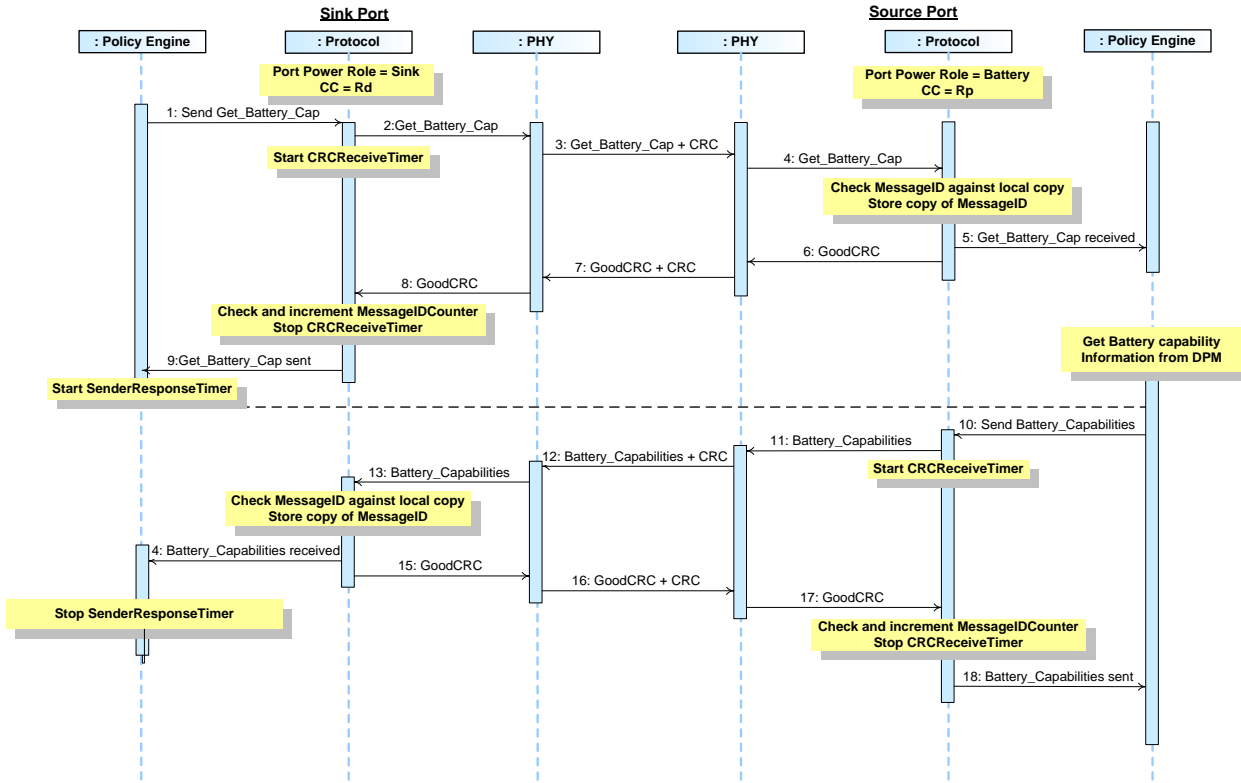 Sink Port
Source Port
: Policy Engine
: Protocol
: PHY
: PHY
: Protocol
: Policy Engine
Port Power Role = Sink
CC = Rd
Port Power Role = Battery
CC = Rp
1: Send Get_Battery_Cap
2:Get_Battery_Cap
Start CRCReceiveTimer
3: Get_Battery_Cap + CRC
4: Get_Battery_Cap
Check MessageID against local copy
Store copy of MessageID
5: Get_Battery_Cap received
6: GoodCRC
7: GoodCRC + CRC
8: GoodCRC
Check and increment MessageIDCounter
Stop CRCReceiveTimer
9:Get_Battery_Cap sent
Start SenderResponseTimer
Get Battery capability
Information from DPM
10: Send Battery_Capabilities
11: Battery_Capabilities
Start CRCReceiveTimer
12: Battery_Capabilities + CRC
13: Battery_Capabilities
Check MessageID against local copy
Store copy of MessageID
4: Battery_Capabilities received
15: GoodCRC
16: GoodCRC + CRC
17: GoodCRC
Stop SenderResponseTimer
Check and increment MessageIDCounter
Stop CRCReceiveTimer
18: Battery_Capabilities sent